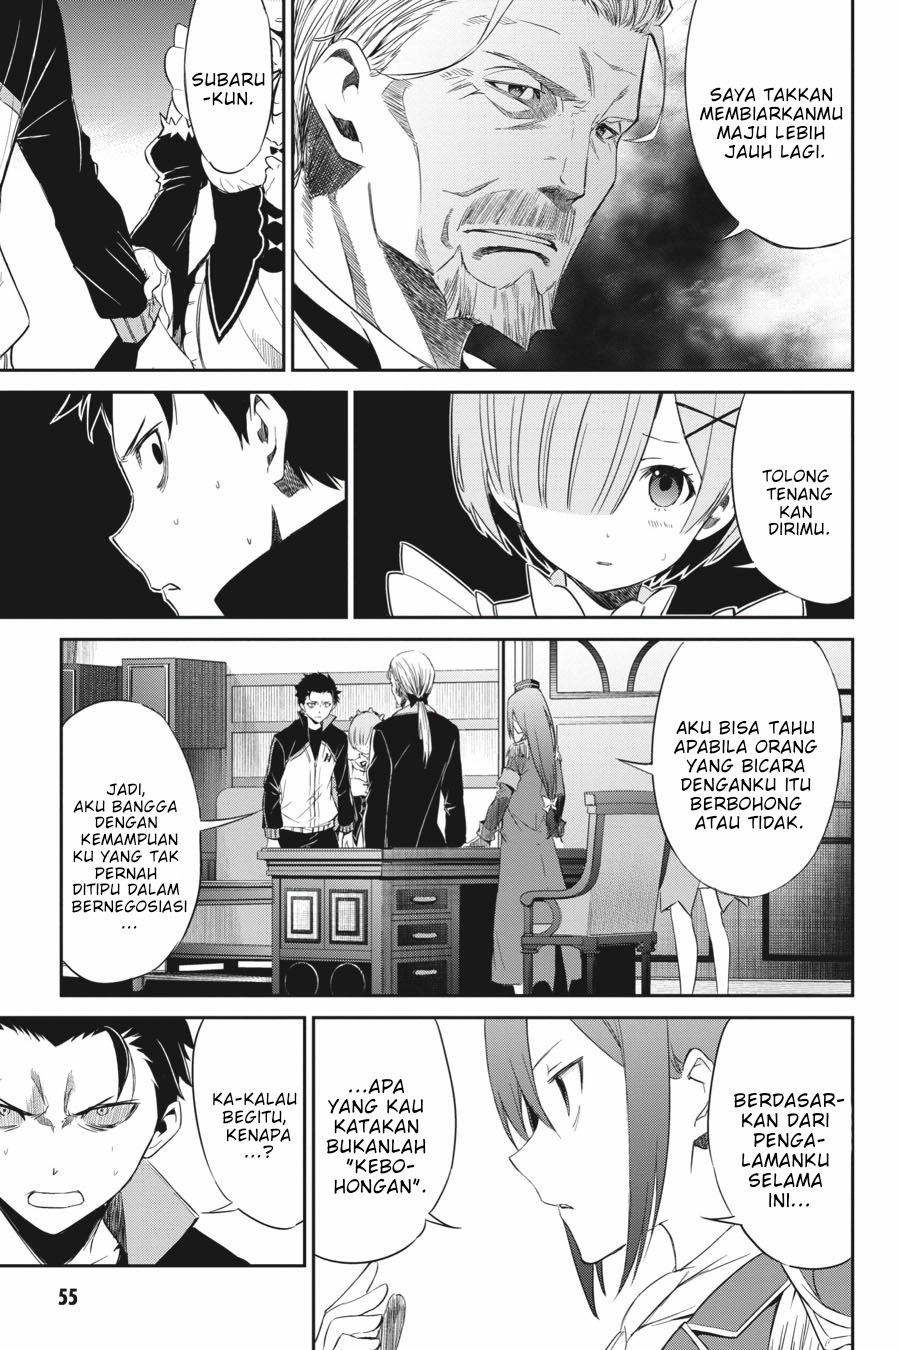 SAYA TAKKAN
MEMBIARKANMU
MAJU LEBIH
JAUH LAGI.
SUBARU
-KUN.
TOLONG
TENANG
KAN
DIRIMU.
AKU BISA TAHU
APABILA ORANG
YANG BICARA
DENGANKU ITU
BERBOHONG
ATAU TIDAK.
JADI,
AKU BANGGA
DENGAN
KEMAMPUAN
KU YANG TAK
PERNAH
DITIPU DALAM
BERNEGOSIASI
...
BERDASAR-
KAN DARI
PENGA-
LAMANKU
SELAMA
INI...
...APA
YANG KAU
KATAKAN
BUKANLAH
"KEBO-
HONGAN".
KA-KALAU
BEGITU,
KENAPA
...?
55